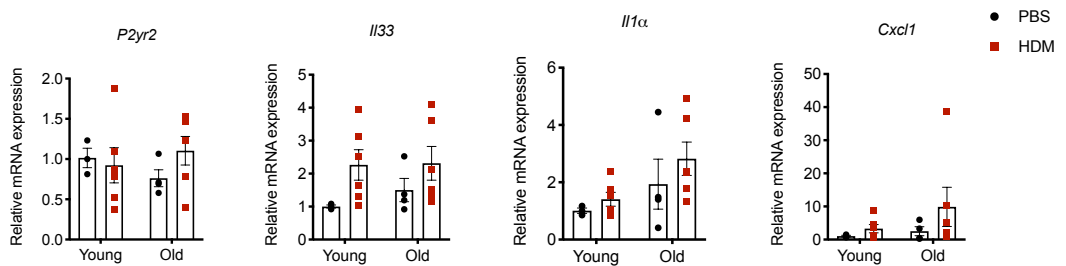 P2yr2
Relative mRNA expression
2.0
1.5
1.0
0.5
0.0
Young Old
Il33
Relative mRNA expression
5
4
3
2
1
0
Young Old
Il1α
Relative mRNA expression
6
4
2
0
Young Old
Cxcl1
Relative mRNA expression
50
40
30
20
10
0
Young Old
PBS
HDM